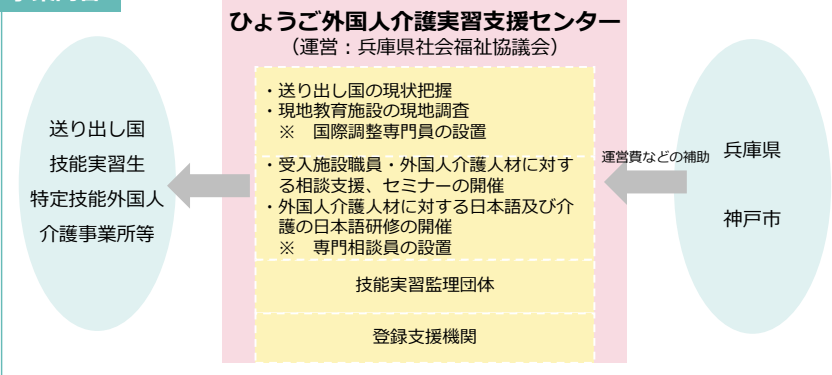 ひょうご外国人介護実習支援センター
（運営：兵庫県社会福祉協議会）
・送り出し国の現状把握
・現地教育施設の現地調査
※　国際調整専門員の設置
・受入施設職員・外国人介護人材に対す
る相談支援、セミナーの開催
・外国人介護人材に対する日本語及び介
護の日本語研修の開催
※　専門相談員の設置
技能実習監理団体
登録支援機関
送り出し国
技能実習生
特定技能外国人
介護事業所等
運営費などの補助
兵庫県
神戸市